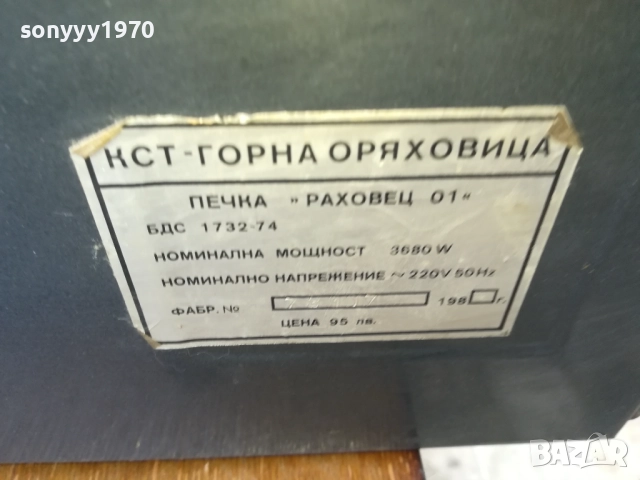 sonyyy1970
КСТ-ГОРНА ОРЯХОВИЦА
ПЕЧКА „РАХОВЕЦ 01“
БДС 1732-74
НОМИНАЛНА МОЩНОСТ 3680 W
НОМИНАЛНО НАПРЕЖЕНИЕ ~ 220V 50Hz
ФАБР. № 198 г.
ЦЕНА 95 лв.
BAZAR